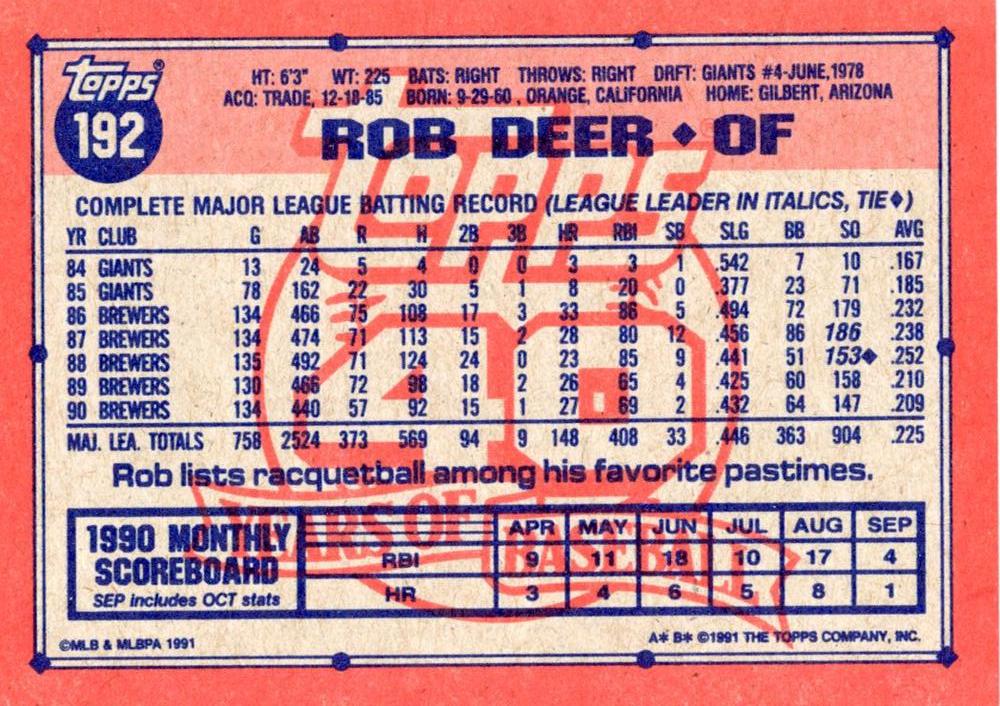 topps®
192
HT: 6'3" WT: 225 BATS: RIGHT THROWS: RIGHT DRFT: GIANTS #4-JUNE,1978
ACQ: TRADE, 12-18-85 BORN: 9-29-60 , ORANGE, CALIFORNIA HOME: GILBERT, ARIZONA
ROB DEER ◆ OF
TOPPS ®
40
YEARS OF
BASEBALL
COMPLETE MAJOR LEAGUE BATTING RECORD (LEAGUE LEADER IN ITALICS, TIE◆)
YR CLUB G AB R H 2B 3B HR RBI SB SLG BB SO AVG
84 GIANTS 13 24 5 4 0 0 3 3 1 .542 7 10 .167
85 GIANTS 78 162 22 30 5 1 8 20 0 .377 23 71 .185
86 BREWERS 134 466 75 108 17 3 33 86 5 .494 72 179 .232
87 BREWERS 134 474 71 113 15 2 28 80 12 .456 86 186 .238
88 BREWERS 135 492 71 124 24 0 23 85 9 .441 51 153◆ .252
89 BREWERS 130 466 72 98 18 2 26 65 4 .425 60 158 .210
90 BREWERS 134 440 57 92 15 1 27 69 2 .432 64 147 .209
MAJ. LEA. TOTALS 758 2524 373 569 94 9 148 408 33 .446 363 904 .225
Rob lists racquetball among his favorite pastimes.
1990 MONTHLY
SCOREBOARD
SEP includes OCT stats
APR MAY JUN JUL AUG SEP
RBI 9 11 18 10 17 4
HR 3 4 6 5 8 1
©MLB & MLBPA 1991
A* B* ©1991 THE TOPPS COMPANY, INC.